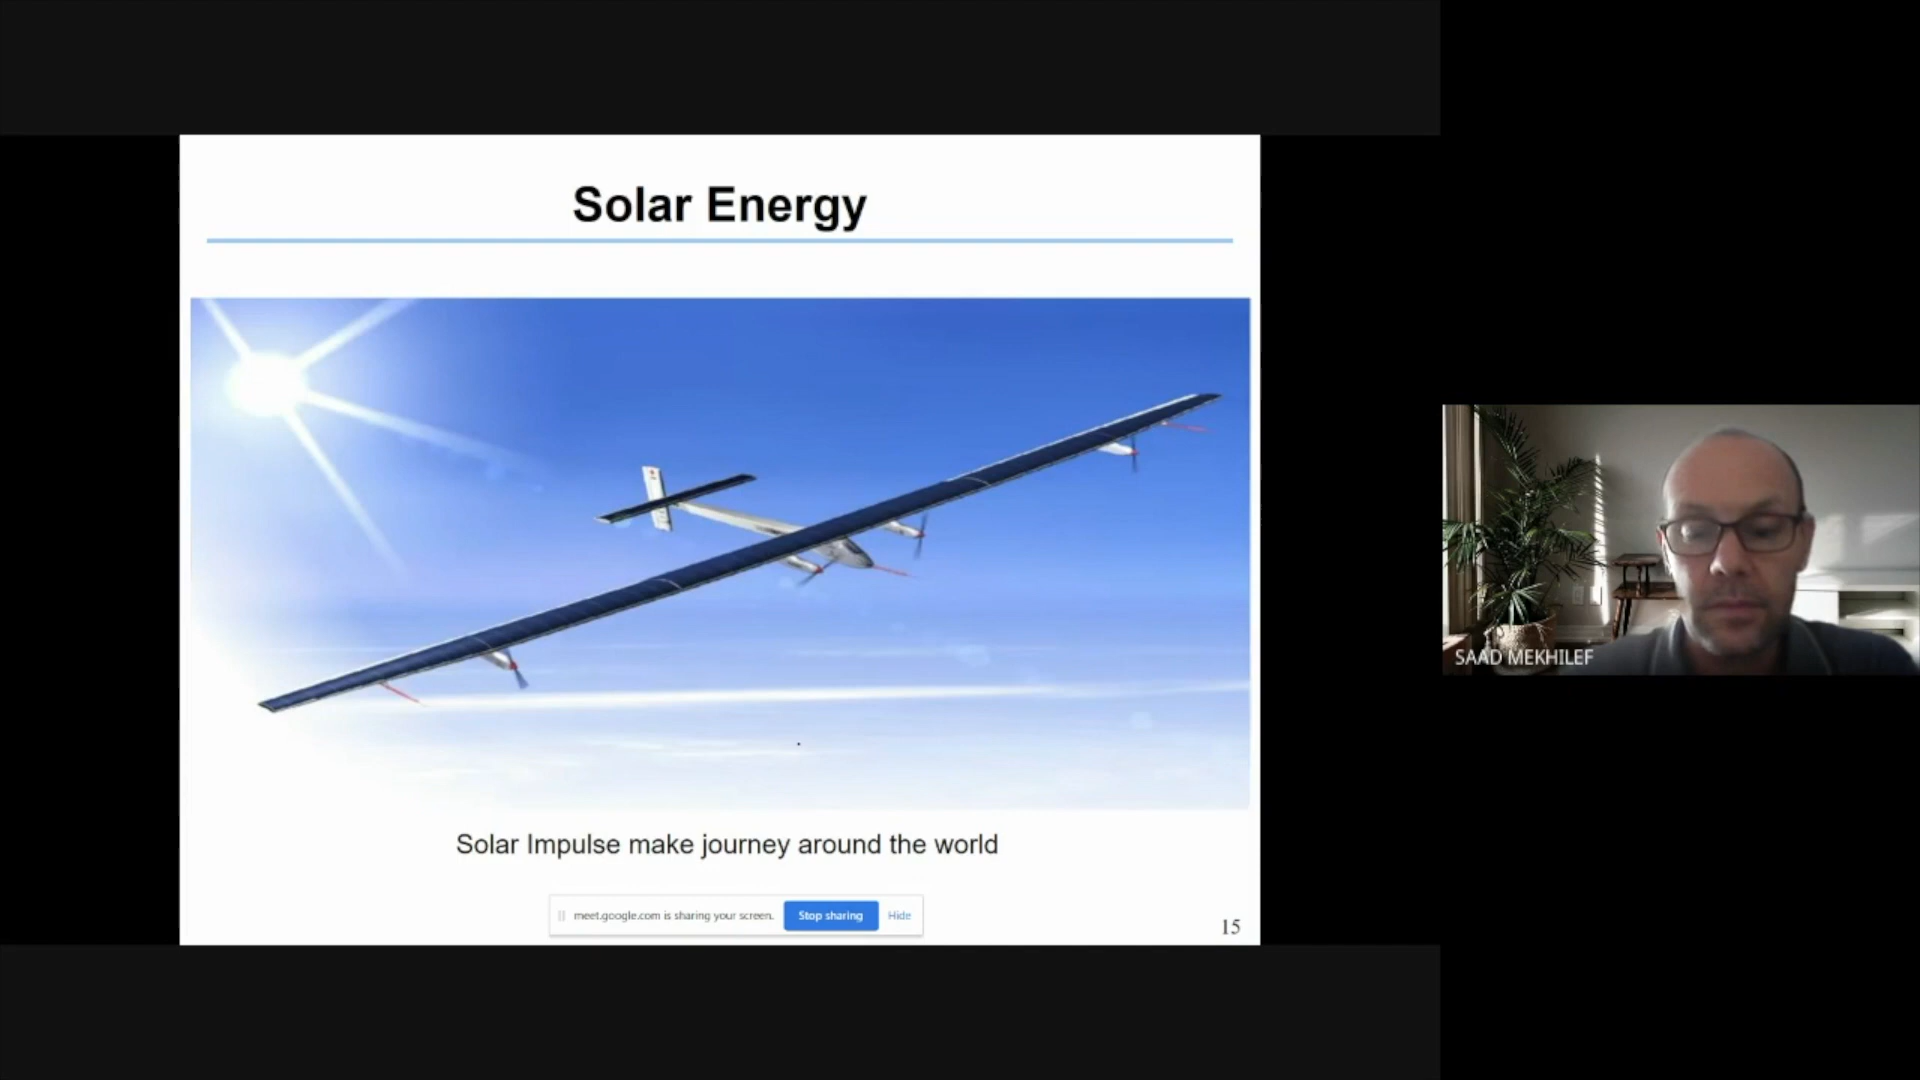 Solar Energy
Solar Impulse make journey around the world
meet.google.com is sharing your screen. Stop sharing Hide
15
SAAD MEKHILEF